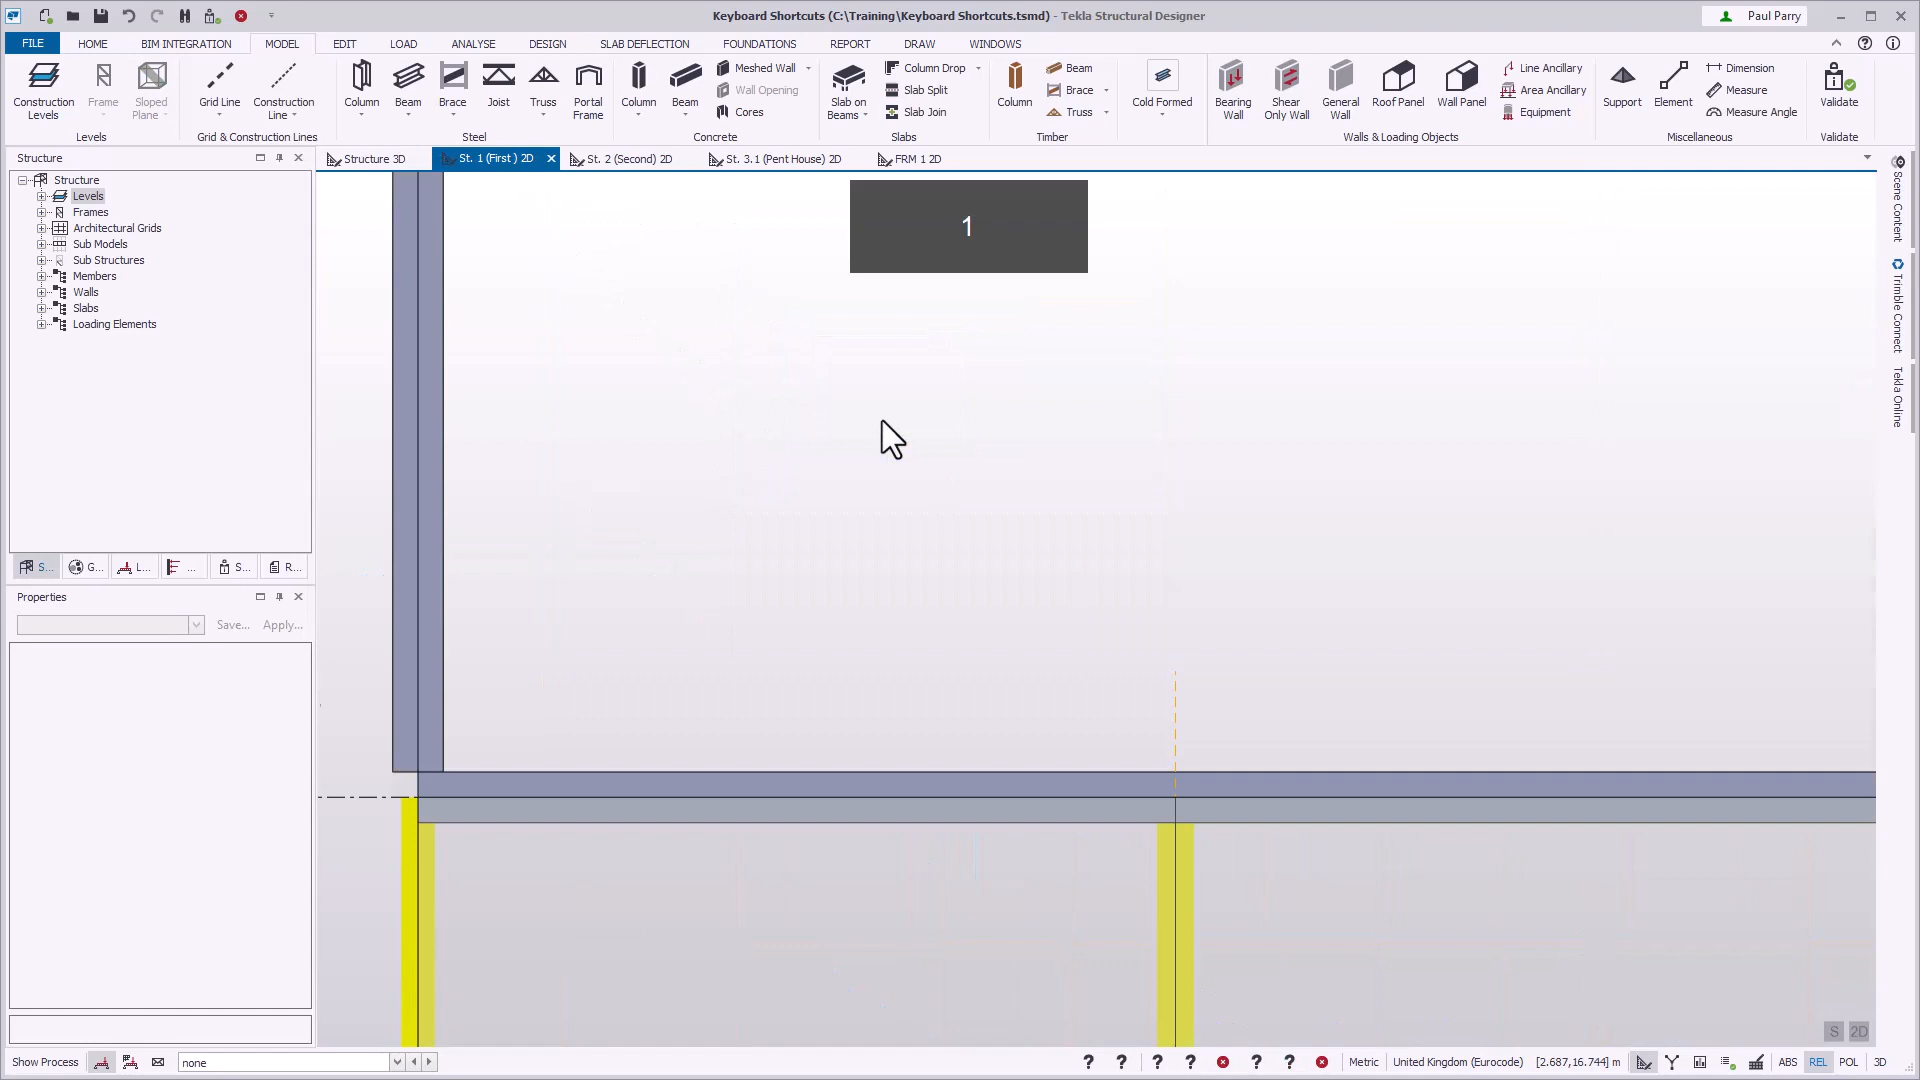 Keyboard Shortcuts (C:\Training\Keyboard Shortcuts.tsmd) - Tekla Structural Designer
Paul Parry
FILE HOME BIM INTEGRATION MODEL EDIT LOAD ANALYSE DESIGN SLAB DEFLECTION FOUNDATIONS REPORT DRAW WINDOWS
Construction Levels
Frame
Sloped Plane
Levels
Grid Line
Construction Line
Grid & Construction Lines
Column
Beam
Brace
Joist
Truss
Portal Frame
Steel
Column
Beam
Meshed Wall
Wall Opening
Cores
Concrete
Slab on Beams
Column Drop
Slab Split
Slab Join
Slabs
Column
Beam
Brace
Truss
Timber
Cold Formed
Bearing Wall
Shear Only Wall
General Wall
Roof Panel
Wall Panel
Line Ancillary
Area Ancillary
Equipment
Walls & Loading Objects
Support
Element
Dimension
Measure
Measure Angle
Miscellaneous
Validate
Validate
Structure
Structure
Levels
Frames
Architectural Grids
Sub Models
Sub Structures
Members
Walls
Slabs
Loading Elements
S... G... L... ... S... R...
Properties
Save... Apply...
Structure 3D
St. 1 (First ) 2D
St. 2 (Second) 2D
St. 3.1 (Pent House) 2D
FRM 1 2D
1
Scene Content
Trimble Connect
Tekla Online
S 2D
Show Process
none
? ? ? ? ? ?
Metric United Kingdom (Eurocode) [2.687,16.744] m
ABS REL POL 3D